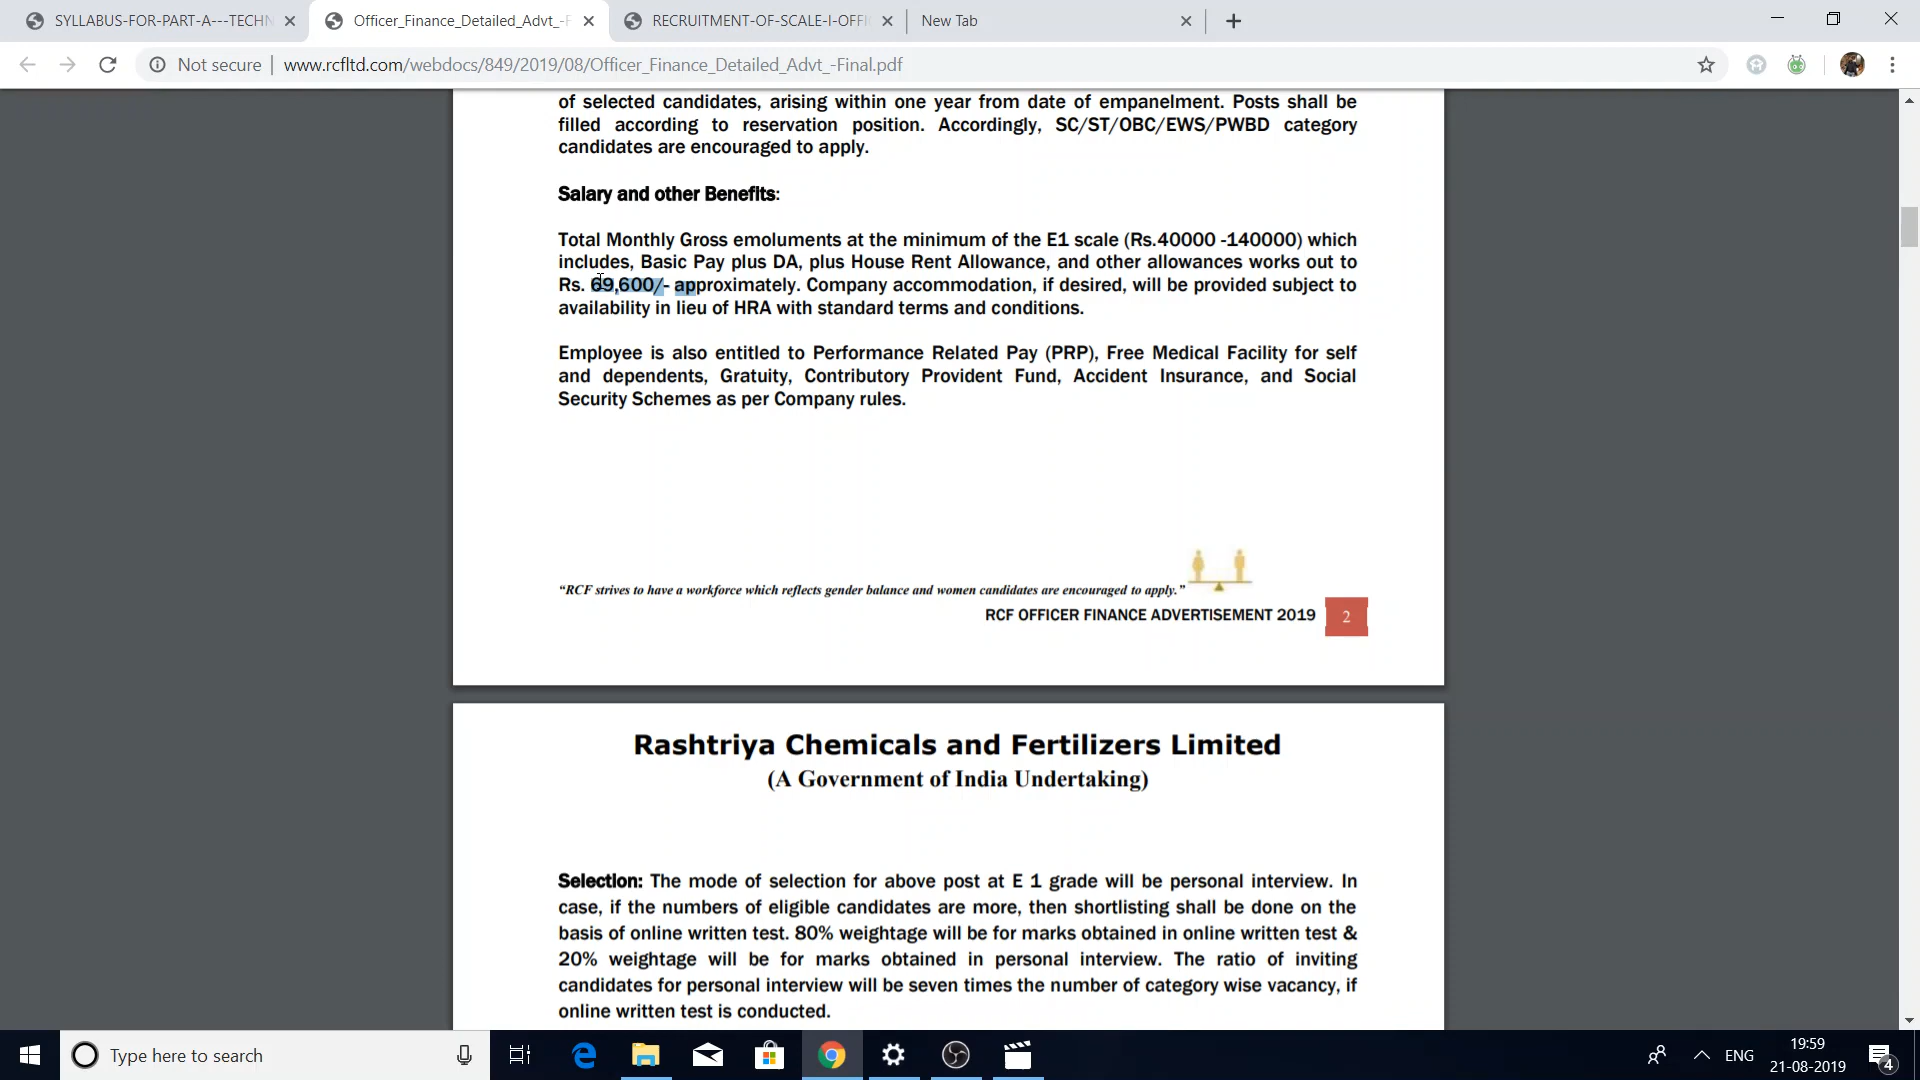 SYLLABUS-FOR-PART-A---TECHN
Officer_Finance_Detailed_Advt_-F
RECRUITMENT-OF-SCALE-I-OFFI
New Tab
Not secure
www.rcfltd.com/webdocs/849/2019/08/Officer_Finance_Detailed_Advt_-Final.pdf
of selected candidates, arising within one year from date of empanelment. Posts shall be
filled according to reservation position. Accordingly, SC/ST/OBC/EWS/PWBD category
candidates are encouraged to apply.
Salary and other Benefits:
Total Monthly Gross emoluments at the minimum of the E1 scale (Rs.40000 -140000) which
includes, Basic Pay plus DA, plus House Rent Allowance, and other allowances works out to
Rs. 69,600/- approximately. Company accommodation, if desired, will be provided subject to
availability in lieu of HRA with standard terms and conditions.
Employee is also entitled to Performance Related Pay (PRP), Free Medical Facility for self
and dependents, Gratuity, Contributory Provident Fund, Accident Insurance, and Social
Security Schemes as per Company rules.
“RCF strives to have a workforce which reflects gender balance and women candidates are encouraged to apply.”
RCF OFFICER FINANCE ADVERTISEMENT 2019 2
Rashtriya Chemicals and Fertilizers Limited
(A Government of India Undertaking)
Selection: The mode of selection for above post at E 1 grade will be personal interview. In
case, if the numbers of eligible candidates are more, then shortlisting shall be done on the
basis of online written test. 80% weightage will be for marks obtained in online written test &
20% weightage will be for marks obtained in personal interview. The ratio of inviting
candidates for personal interview will be seven times the number of category wise vacancy, if
online written test is conducted.
Type here to search
ENG
19:59
21-08-2019
4